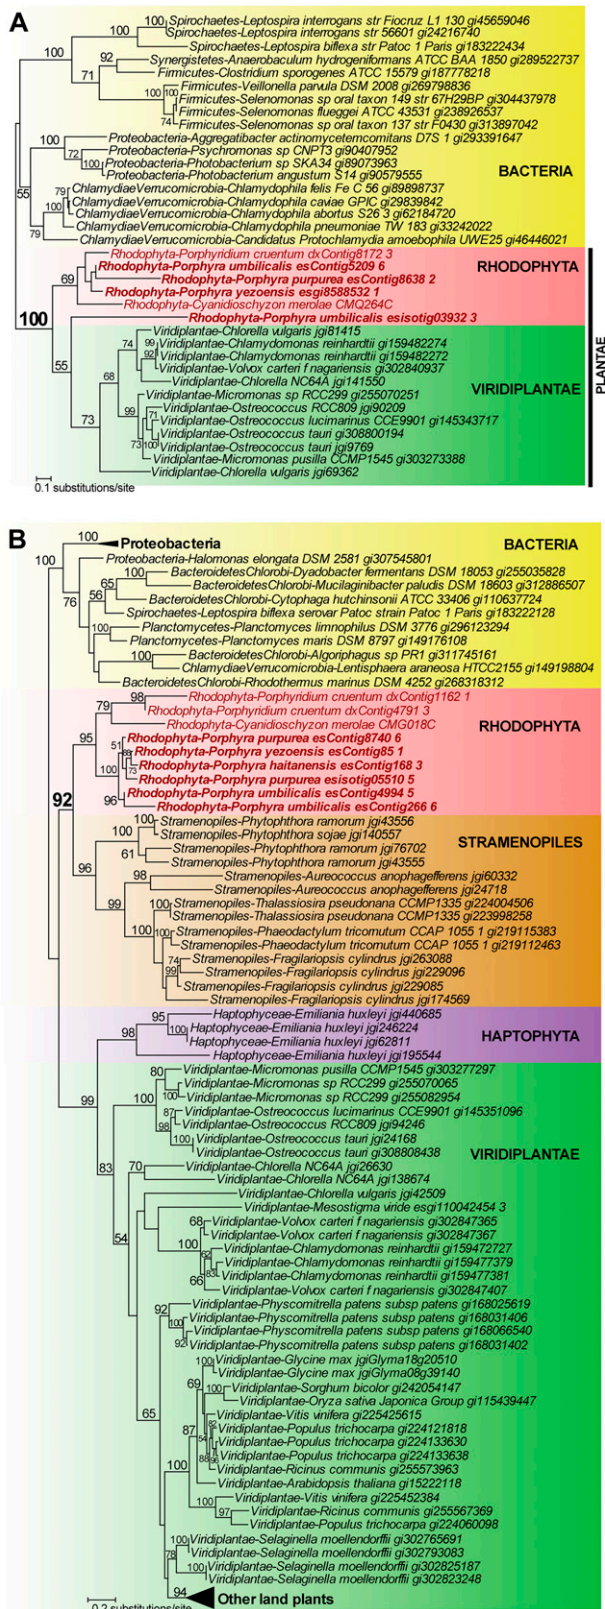 A
100
Spirochaetes-Leptospira interrogans str Fiocruz L1 130 gi45659046
Spirochaetes-Leptospira interrogans str 56601 gi24216740
100
Spirochaetes-Leptospira biflexa str Patoc 1 Paris gi183222434
92
Synergistetes-Anaerobaculum hydrogeniformans ATCC BAA 1850 gi289522737
71
Firmicutes-Clostridium sporogenes ATCC 15579 gi187778218
Firmicutes-Veillonella parvula DSM 2008 gi269798836
100
100
Firmicutes-Selenomonas sp oral taxon 149 str 67H29BP gi304437978
Firmicutes-Selenomonas flueggei ATCC 43531 gi238926537
74
Firmicutes-Selenomonas sp oral taxon 137 str F0430 gi313897042
100
Proteobacteria-Aggregatibacter actinomycetemcomitans D7S 1 gi293391647
72
Proteobacteria-Psychromonas sp CNPT3 gi90407952
100
Proteobacteria-Photobacterium sp SKA34 gi89073963
Proteobacteria-Photobacterium angustum S14 gi90579555
BACTERIA
55
79
ChlamydiaeVerrucomicrobia-Chlamydophila felis Fe C 56 gi89898737
62
ChlamydiaeVerrucomicrobia-Chlamydophila caviae GPIC gi29839842
100
ChlamydiaeVerrucomicrobia-Chlamydophila abortus S26 3 gi62184720
ChlamydiaeVerrucomicrobia-Chlamydophila pneumoniae TW 183 gi33242022
79
ChlamydiaeVerrucomicrobia-Candidatus Protochlamydia amoebophila UWE25 gi46446021
Rhodophyta-Porphyridium cruentum dxContig8172 3
RHODOPHYTA
69
Rhodophyta-Porphyra umbilicalis esContig5209 6
Rhodophyta-Porphyra purpurea esContig8638 2
Rhodophyta-Porphyra yezoensis esgi8588532 1
Rhodophyta-Cyanidioschyzon merolae CMQ264C
100
Rhodophyta-Porphyra umbilicalis esisotig03932 3
PLANTAE
Viridiplantae-Chlorella vulgaris jgi81415
74
99
Viridiplantae-Chlamydomonas reinhardtii gi159482274
92
Viridiplantae-Chlamydomonas reinhardtii gi159482272
55
Viridiplantae-Volvox carteri f nagariensis gi302840937
68
Viridiplantae-Chlorella NC64A jgi141550
VIRIDIPLANTAE
Viridiplantae-Micromonas sp RCC299 gi255070251
99
Viridiplantae-Ostreococcus RCC809 jgi90209
73
71
Viridiplantae-Ostreococcus lucimarinus CCE9901 gi145343717
Viridiplantae-Ostreococcus tauri gi308800194
73
100
Viridiplantae-Ostreococcus tauri jgi9769
Viridiplantae-Micromonas pusilla CCMP1545 gi303273388
Viridiplantae-Chlorella vulgaris jgi69362
0.1 substitutions/site
B
100
Proteobacteria
BACTERIA
100
Proteobacteria-Halomonas elongata DSM 2581 gi307545801
100
BacteroidetesChlorobi-Dyadobacter fermentans DSM 18053 gi255035828
65
BacteroidetesChlorobi-Mucilaginibacter paludis DSM 18603 gi312886507
76
56
BacteroidetesChlorobi-Cytophaga hutchinsonii ATCC 33406 gi110637724
Spirochaetes-Leptospira biflexa serovar Patoc strain Patoc 1 Paris gi183222128
100
Planctomycetes-Planctomyces limnophilus DSM 3776 gi296123294
Planctomycetes-Planctomyces maris DSM 8797 gi149176108
BacteroidetesChlorobi-Algoriphagus sp PR1 gi311745161
100
ChlamydiaeVerrucomicrobia-Lentisphaera araneosa HTCC2155 gi149198804
BacteroidetesChlorobi-Rhodothermus marinus DSM 4252 gi268318312
98
Rhodophyta-Porphyridium cruentum dxContig1162 1
79
Rhodophyta-Porphyridium cruentum dxContig4791 3
Rhodophyta-Cyanidioschyzon merolae CMG018C
RHODOPHYTA
95
51
Rhodophyta-Porphyra purpurea esContig8740 6
Rhodophyta-Porphyra yezoensis esContig85 1
100
73
Rhodophyta-Porphyra haitanensis esContig168 3
Rhodophyta-Porphyra purpurea esisotig05510 5
Rhodophyta-Porphyra umbilicalis esContig4994 5
92
96
Rhodophyta-Porphyra umbilicalis esContig266 6
100
Stramenopiles-Phytophthora ramorum jgi43556
100
Stramenopiles-Phytophthora sojae jgi140557
STRAMENOPILES
Stramenopiles-Phytophthora ramorum jgi76702
61
Stramenopiles-Phytophthora ramorum jgi43555
96
98
Stramenopiles-Aureococcus anophagefferens jgi60332
Stramenopiles-Aureococcus anophagefferens jgi24718
99
100
Stramenopiles-Thalassiosira pseudonana CCMP1335 gi224004506
Stramenopiles-Thalassiosira pseudonana CCMP1335 gi223998258
100
100
Stramenopiles-Phaeodactylum tricornutum CCAP 1055 1 gi219115383
Stramenopiles-Phaeodactylum tricornutum CCAP 1055 1 gi219112463
74
Stramenopiles-Fragilariopsis cylindrus jgi263088
99
Stramenopiles-Fragilariopsis cylindrus jgi229096
Stramenopiles-Fragilariopsis cylindrus jgi229085
Stramenopiles-Fragilariopsis cylindrus jgi174569
95
Haptophyceae-Emiliania huxleyi jgi440685
100
Haptophyceae-Emiliania huxleyi jgi246224
98
Haptophyceae-Emiliania huxleyi jgi62811
HAPTOPHYTA
Haptophyceae-Emiliania huxleyi jgi195544
80
Viridiplantae-Micromonas pusilla CCMP1545 gi303277297
Viridiplantae-Micromonas sp RCC299 gi255070065
100
99
100
Viridiplantae-Micromonas sp RCC299 gi255082954
87
Viridiplantae-Ostreococcus lucimarinus CCE9901 gi145351096
98
Viridiplantae-Ostreococcus RCC809 jgi94246
100
Viridiplantae-Ostreococcus tauri jgi24168
Viridiplantae-Ostreococcus tauri gi308808438
VIRIDIPLANTAE
83
70
Viridiplantae-Chlorella NC64A jgi26630
Viridiplantae-Chlorella NC64A jgi138674
Viridiplantae-Chlorella vulgaris jgi42509
Viridiplantae-Mesostigma viride esgi110042454 3
68
Viridiplantae-Volvox carteri f nagariensis gi302847365
54
Viridiplantae-Volvox carteri f nagariensis gi302847367
100
62
Viridiplantae-Chlamydomonas reinhardtii gi159472727
Viridiplantae-Chlamydomonas reinhardtii gi159477379
83
Viridiplantae-Chlamydomonas reinhardtii gi159477381
66
Viridiplantae-Volvox carteri f nagariensis gi302847407
92
Viridiplantae-Physcomitrella patens subsp patens gi168025619
100
Viridiplantae-Physcomitrella patens subsp patens gi168031406
Viridiplantae-Physcomitrella patens subsp patens gi168066540
92
Viridiplantae-Physcomitrella patens subsp patens gi168031402
100
Viridiplantae-Glycine max jgiGlyma18g20510
Viridiplantae-Glycine max jgiGlyma08g39140
69
100
Viridiplantae-Sorghum bicolor gi242054147
Viridiplantae-Oryza sativa Japonica Group gi115439447
65
Viridiplantae-Vitis vinifera gi225425615
87
Viridiplantae-Populus trichocarpa gi224121818
54
Viridiplantae-Populus trichocarpa gi224133630
88
Viridiplantae-Populus trichocarpa gi224133638
Viridiplantae-Ricinus communis gi255573963
100
Viridiplantae-Arabidopsis thaliana gi15222118
100
Viridiplantae-Vitis vinifera gi225452384
97
Viridiplantae-Ricinus communis gi255567369
Viridiplantae-Populus trichocarpa gi224060098
100
Viridiplantae-Selaginella moellendorffii gi302765691
78
Viridiplantae-Selaginella moellendorffii gi302793083
100
Viridiplantae-Selaginella moellendorffii gi302825187
Viridiplantae-Selaginella moellendorffii gi302823248
94
Other land plants
0.2 substitutions/site